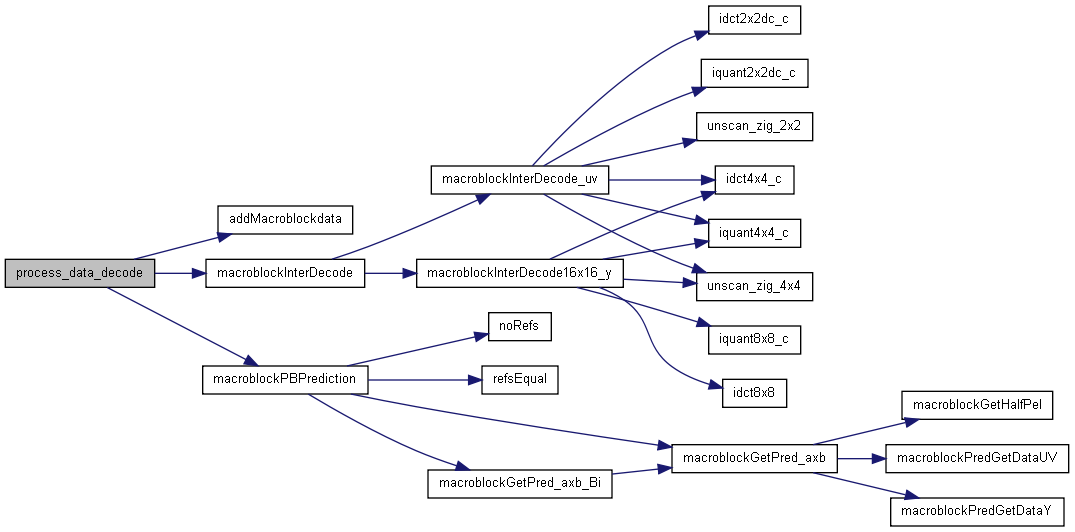 idct2x2dc_c
iquant2x2dc_c
unscan_zig_2x2
macroblockInterDecode_uv
idct4x4_c
addMacroblockdata
iquant4x4_c
process_data_decode
macroblockInterDecode
macroblockInterDecode16x16_y
unscan_zig_4x4
noRefs
iquant8x8_c
macroblockPBPrediction
refsEqual
idct8x8
macroblockGetHalfPel
macroblockGetPred_axb
macroblockPredGetDataUV
macroblockGetPred_axb_Bi
macroblockPredGetDataY